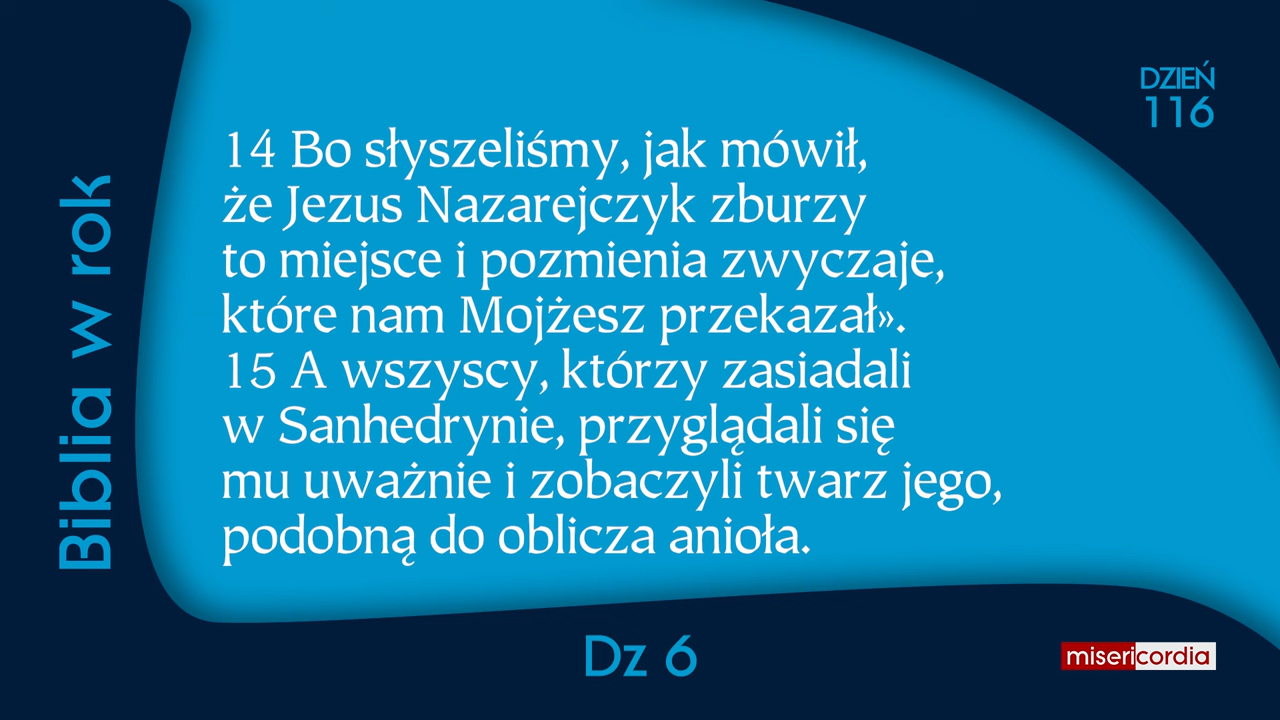 DZIEŃ
116
14 Bo słyszeliśmy, jak mówił,
że Jezus Nazarejczyk zburzy
to miejsce i pozmienia zwyczaje,
które nam Mojżesz przekazał».
15 A wszyscy, którzy zasiadali
w Sanhedrynie, przyglądali się
mu uważnie i zobaczyli twarz jego,
podobną do oblicza anioła.
Biblia w rok
Dz 6
misericordia